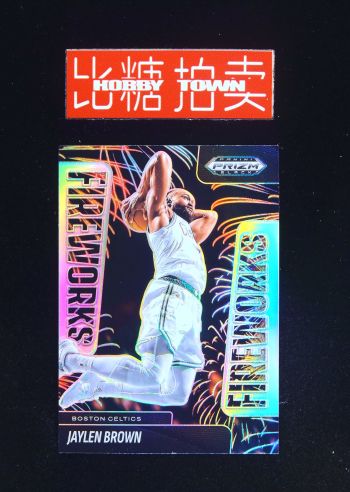 比糖拍卖
HOBBY TOWN
PANINI
PRIZM
BLACK
FIREWORKS
FIREWORKS
BOSTON CELTICS
JAYLEN BROWN